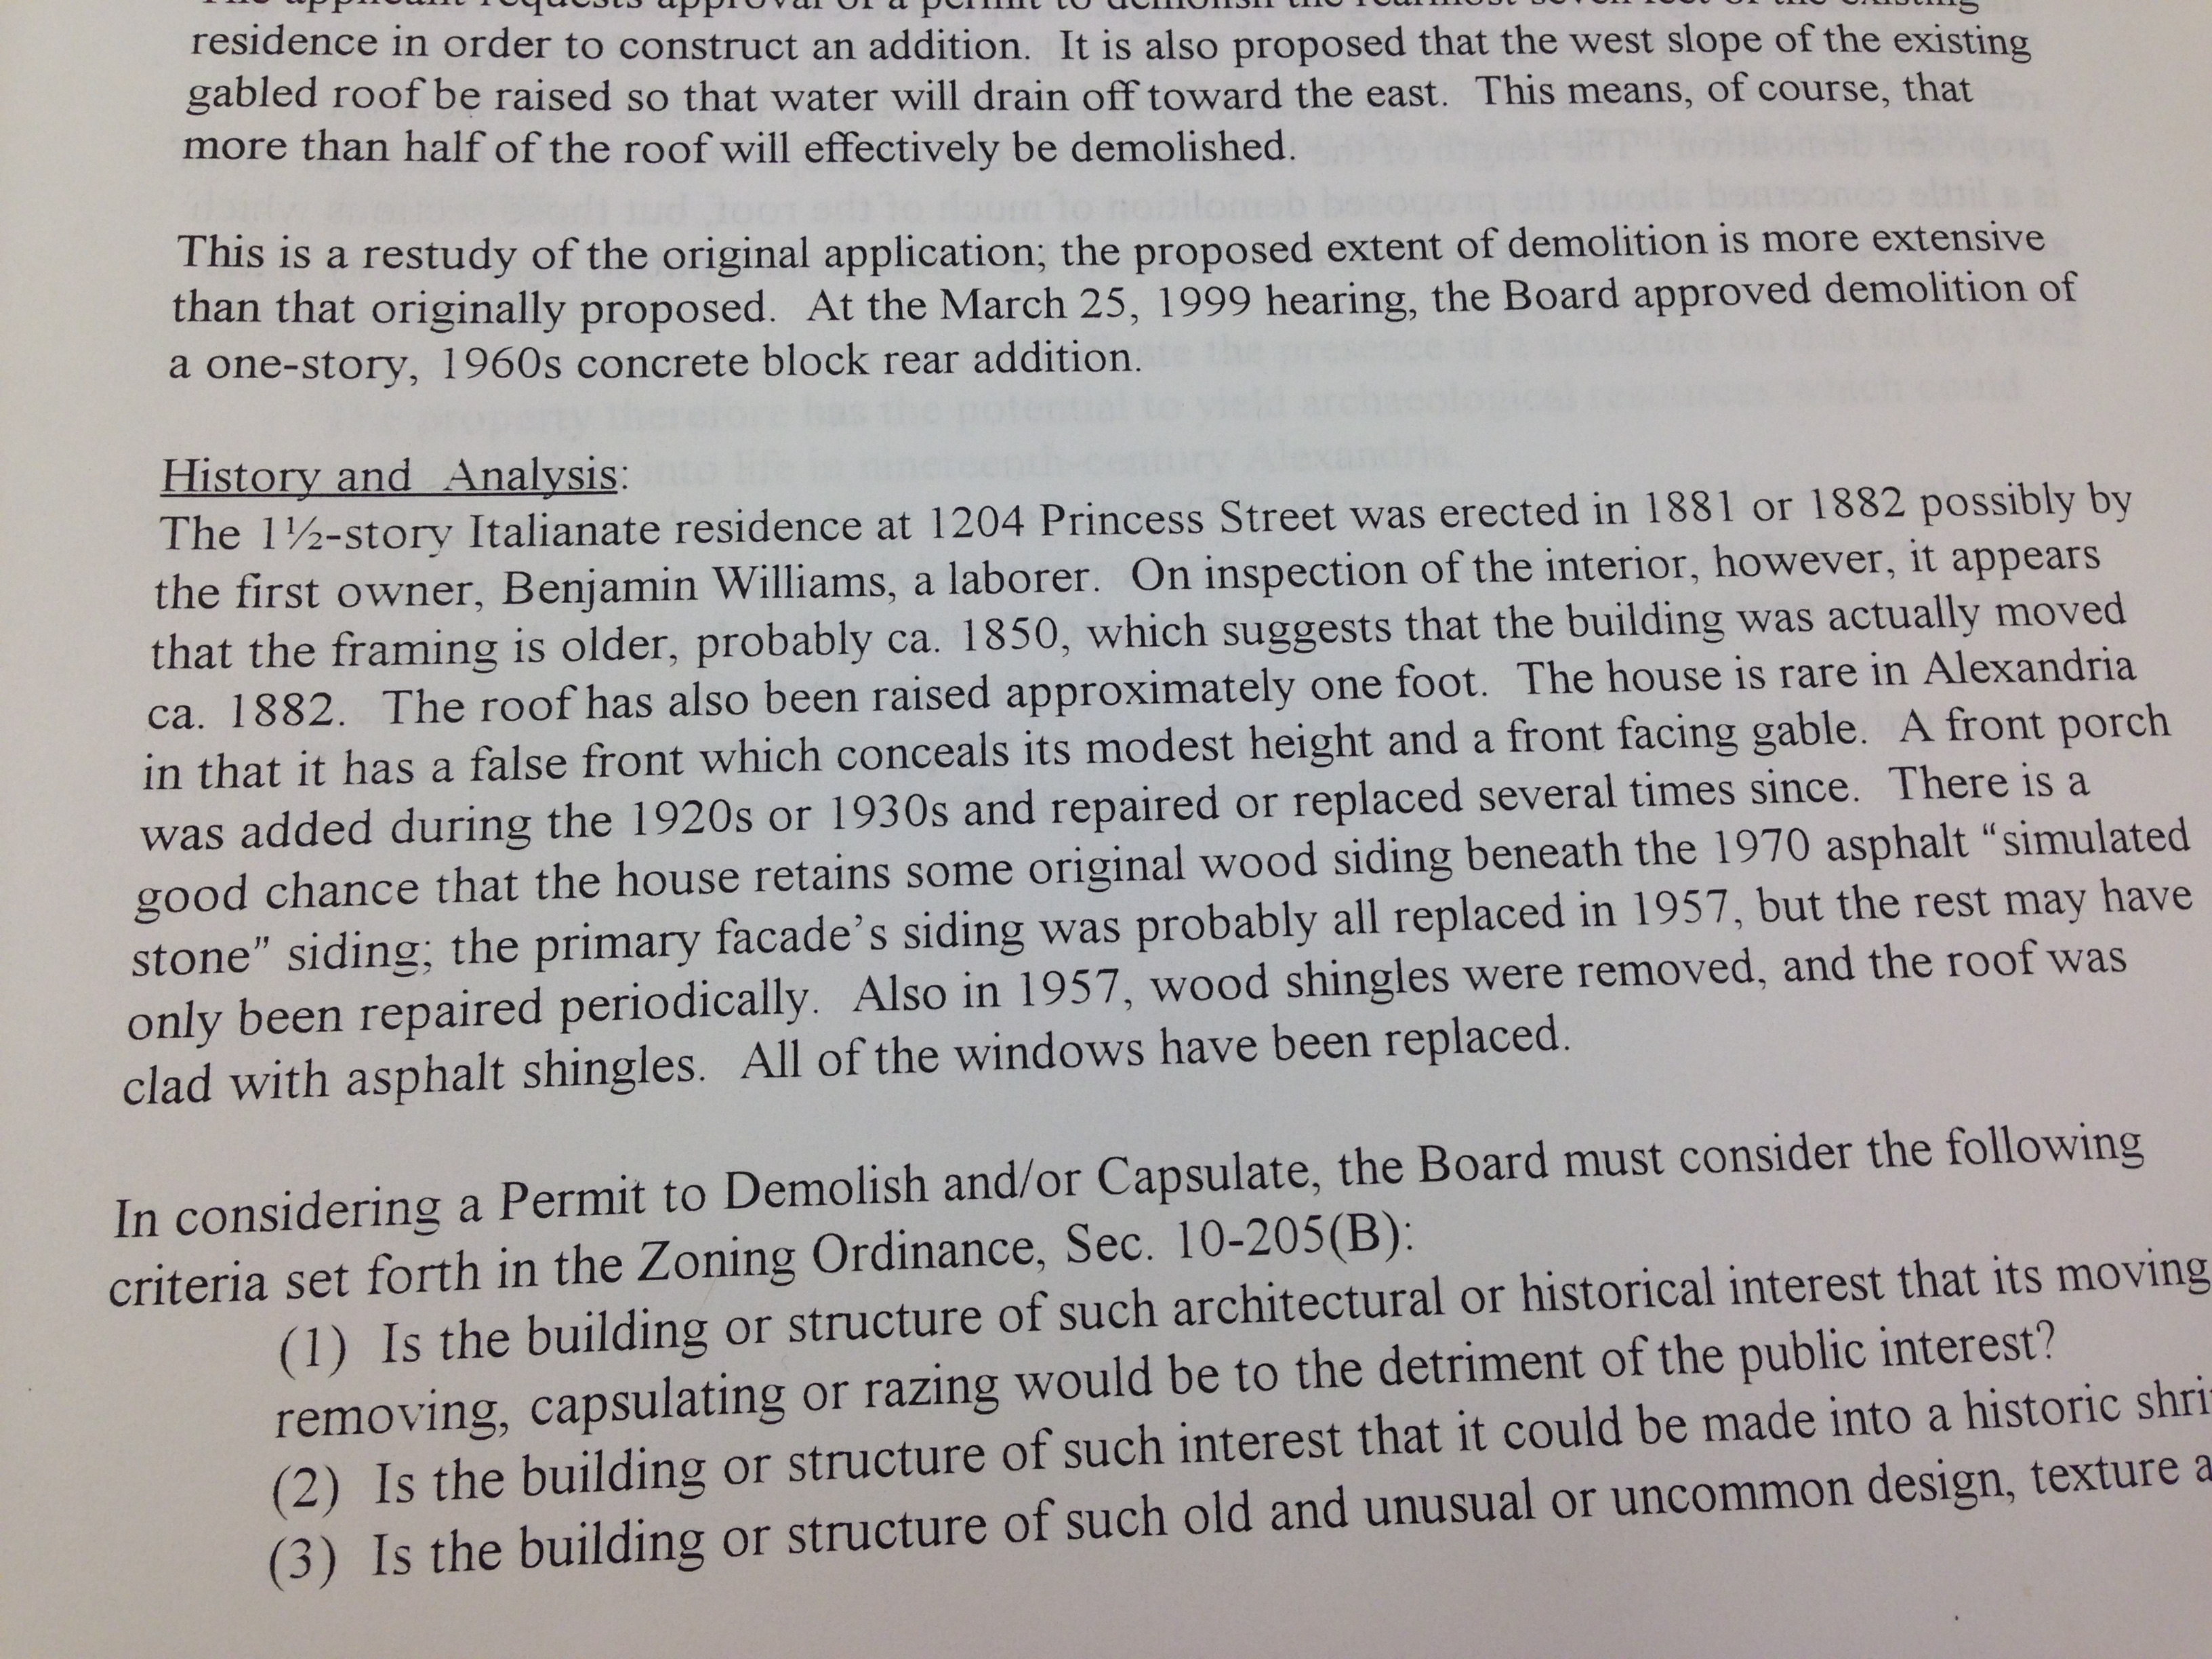 The applicant requests approval of a permit to demolish the rearmost seven feet of the existing
residence in order to construct an addition. It is also proposed that the west slope of the existing
gabled roof be raised so that water will drain off toward the east. This means, of course, that
more than half of the roof will effectively be demolished.
This is a restudy of the original application; the proposed extent of demolition is more extensive
than that originally proposed. At the March 25, 1999 hearing, the Board approved demolition of
a one-story, 1960s concrete block rear addition.
History and Analysis:
The 1½-story Italianate residence at 1204 Princess Street was erected in 1881 or 1882 possibly by
the first owner, Benjamin Williams, a laborer. On inspection of the interior, however, it appears
that the framing is older, probably ca. 1850, which suggests that the building was actually moved
ca. 1882. The roof has also been raised approximately one foot. The house is rare in Alexandria
in that it has a false front which conceals its modest height and a front facing gable. A front porch
was added during the 1920s or 1930s and repaired or replaced several times since. There is a
good chance that the house retains some original wood siding beneath the 1970 asphalt “simulated
stone” siding; the primary facade’s siding was probably all replaced in 1957, but the rest may have
only been repaired periodically. Also in 1957, wood shingles were removed, and the roof was
clad with asphalt shingles. All of the windows have been replaced.
In considering a Permit to Demolish and/or Capsulate, the Board must consider the following
criteria set forth in the Zoning Ordinance, Sec. 10-205(B):
(1) Is the building or structure of such architectural or historical interest that its moving
removing, capsulating or razing would be to the detriment of the public interest?
(2) Is the building or structure of such interest that it could be made into a historic shri
(3) Is the building or structure of such old and unusual or uncommon design, texture a